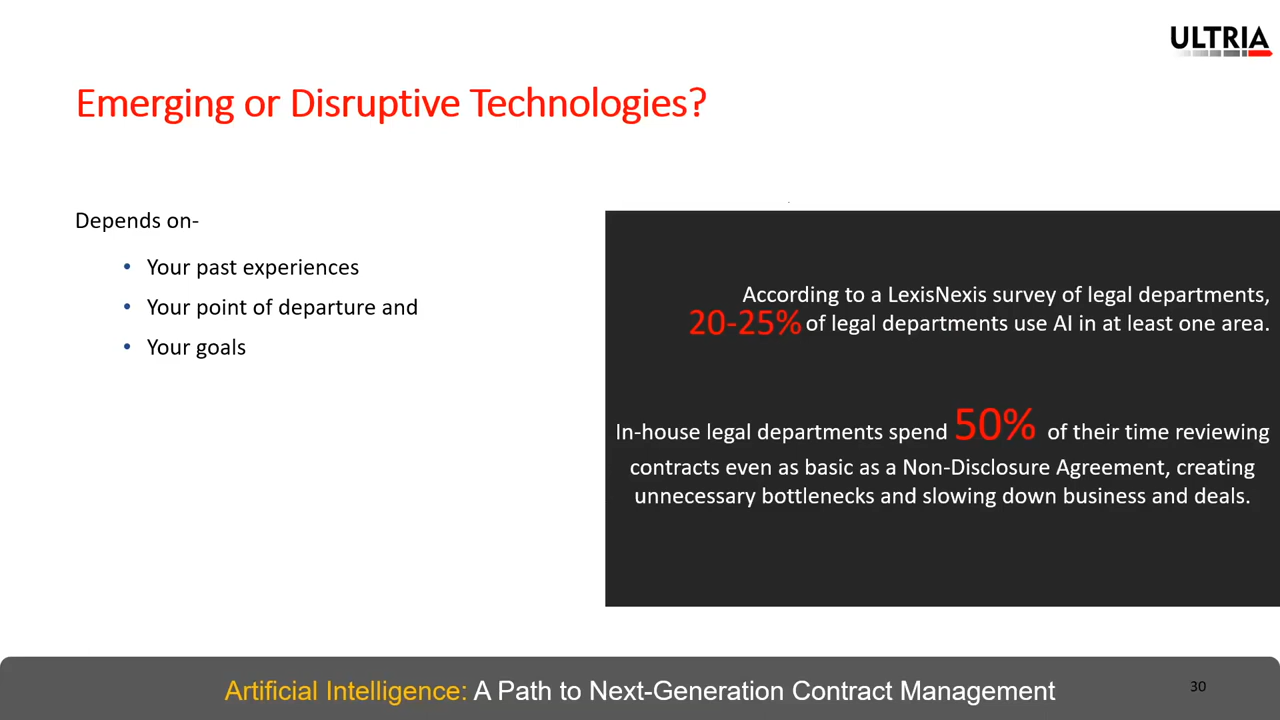 ULTRIA
Emerging or Disruptive Technologies?
Depends on-
• Your past experiences
• Your point of departure and
• Your goals
According to a LexisNexis survey of legal departments,
20-25% of legal departments use AI in at least one area.
In-house legal departments spend 50% of their time reviewing
contracts even as basic as a Non-Disclosure Agreement, creating
unnecessary bottlenecks and slowing down business and deals.
Artificial Intelligence: A Path to Next-Generation Contract Management
30